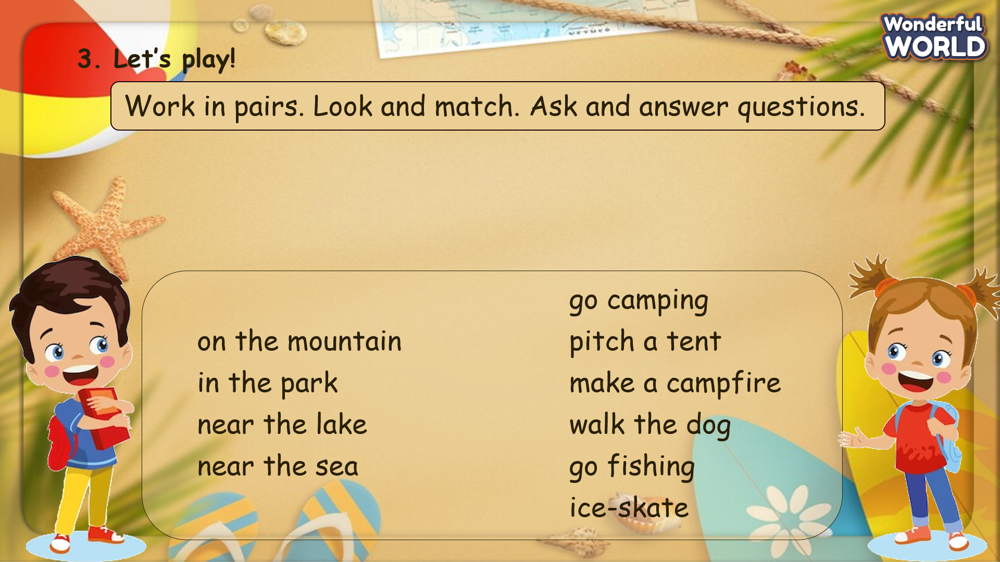 Wonderful
WORLD
3. Let's play!
Work in pairs. Look and match. Ask and answer questions.
on the mountain
in the park
near the lake
near the sea
go camping
pitch a tent
make a campfire
walk the dog
go fishing
ice-skate